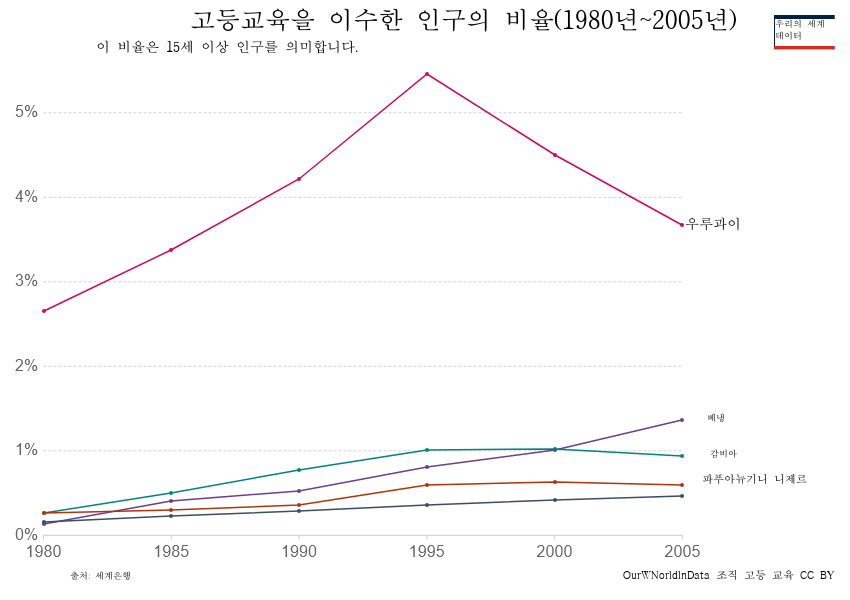 고등교육을 이수한 인구의 비율(1980년~2005년)
이 비율은 15세 이상 인구를 의미합니다.
우리의 세계
데이터
5%
4%
3%
2%
1%
0%
우루과이
베냉
감비아
파푸아뉴기니 니제르
1980 1985 1990 1995 2000 2005
출처: 세계은행
OurWNorldInData 조직 고등 교육 CC BY